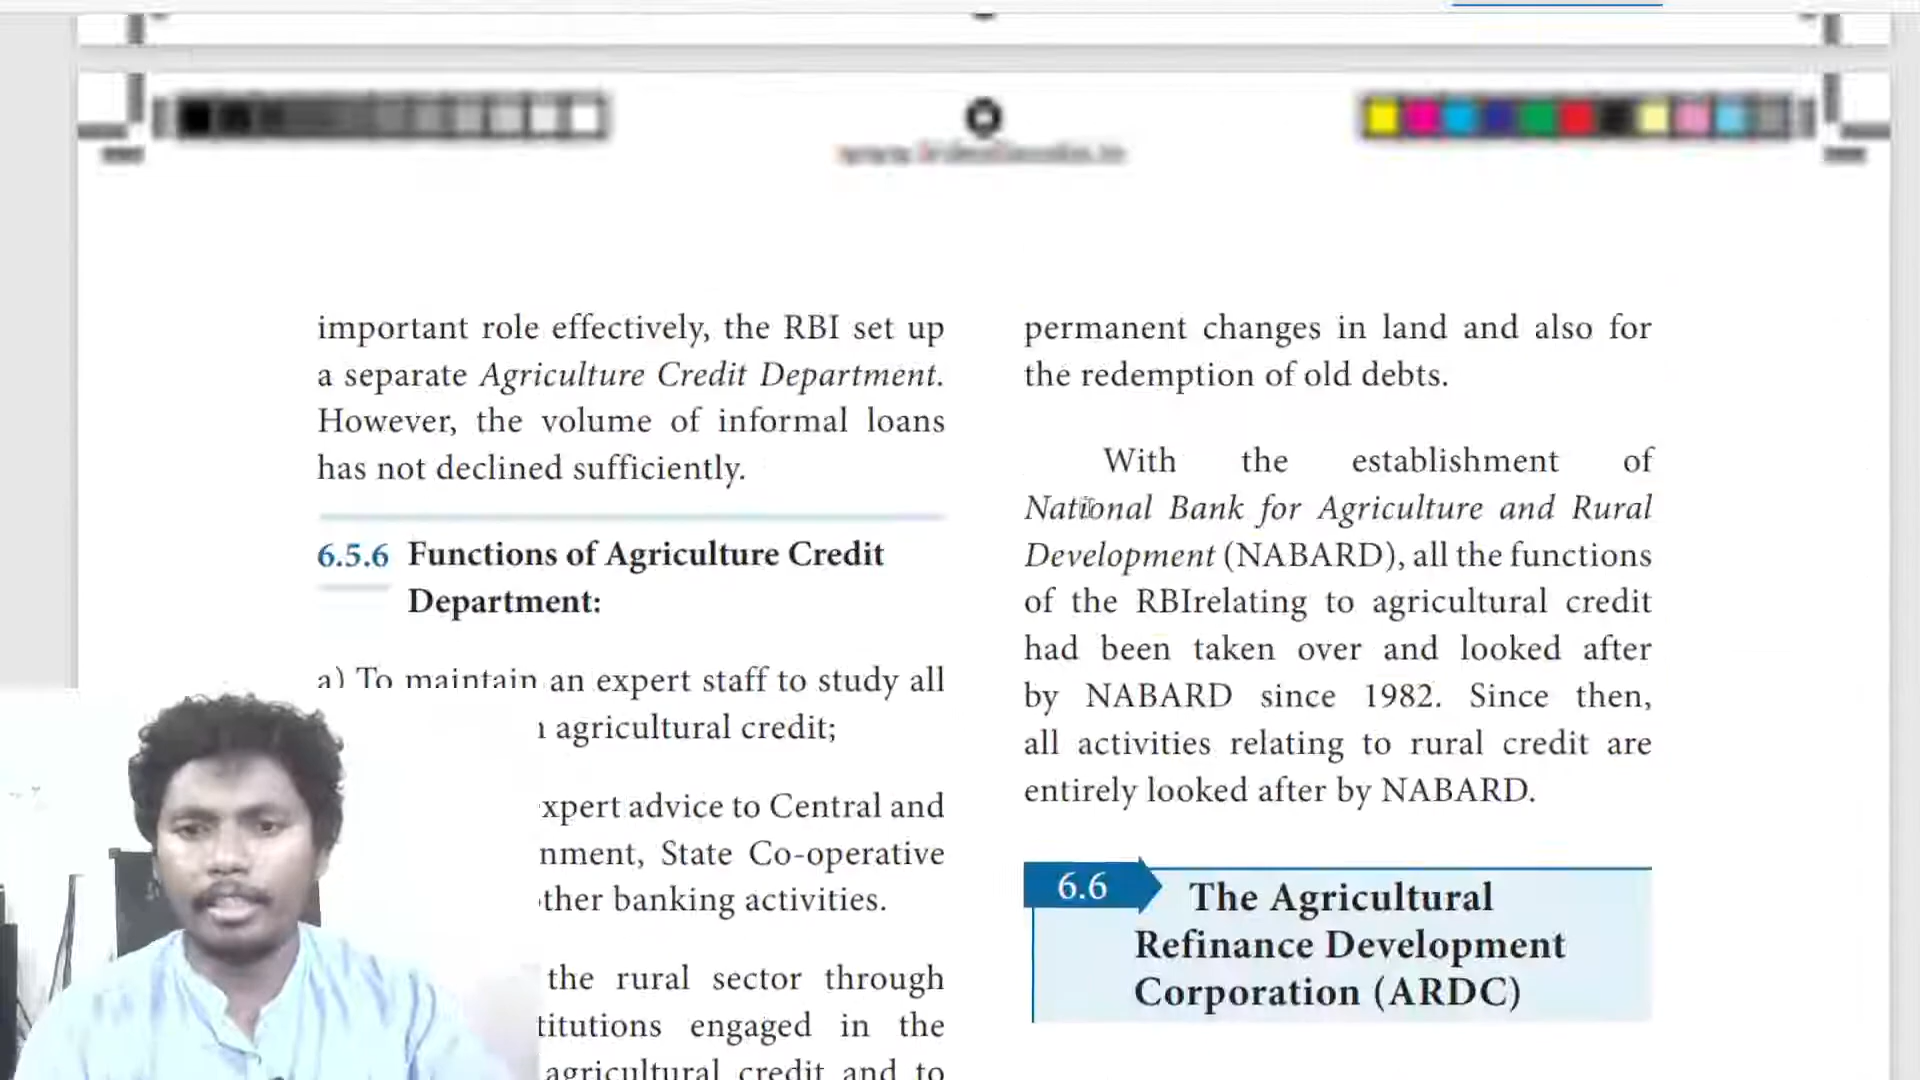 important role effectively, the RBI set up
a separate Agriculture Credit Department.
However, the volume of informal loans
has not declined sufficiently.
6.5.6 Functions of Agriculture Credit
Department:
a) To maintain an expert staff to study all
agricultural credit;
xpert advice to Central and
nment, State Co-operative
ther banking activities.
the rural sector through
titutions engaged in the
agricultural credit and to
permanent changes in land and also for
the redemption of old debts.
With the establishment of
National Bank for Agriculture and Rural
Development (NABARD), all the functions
of the RBIrelating to agricultural credit
had been taken over and looked after
by NABARD since 1982. Since then,
all activities relating to rural credit are
entirely looked after by NABARD.
6.6 The Agricultural
Refinance Development
Corporation (ARDC)